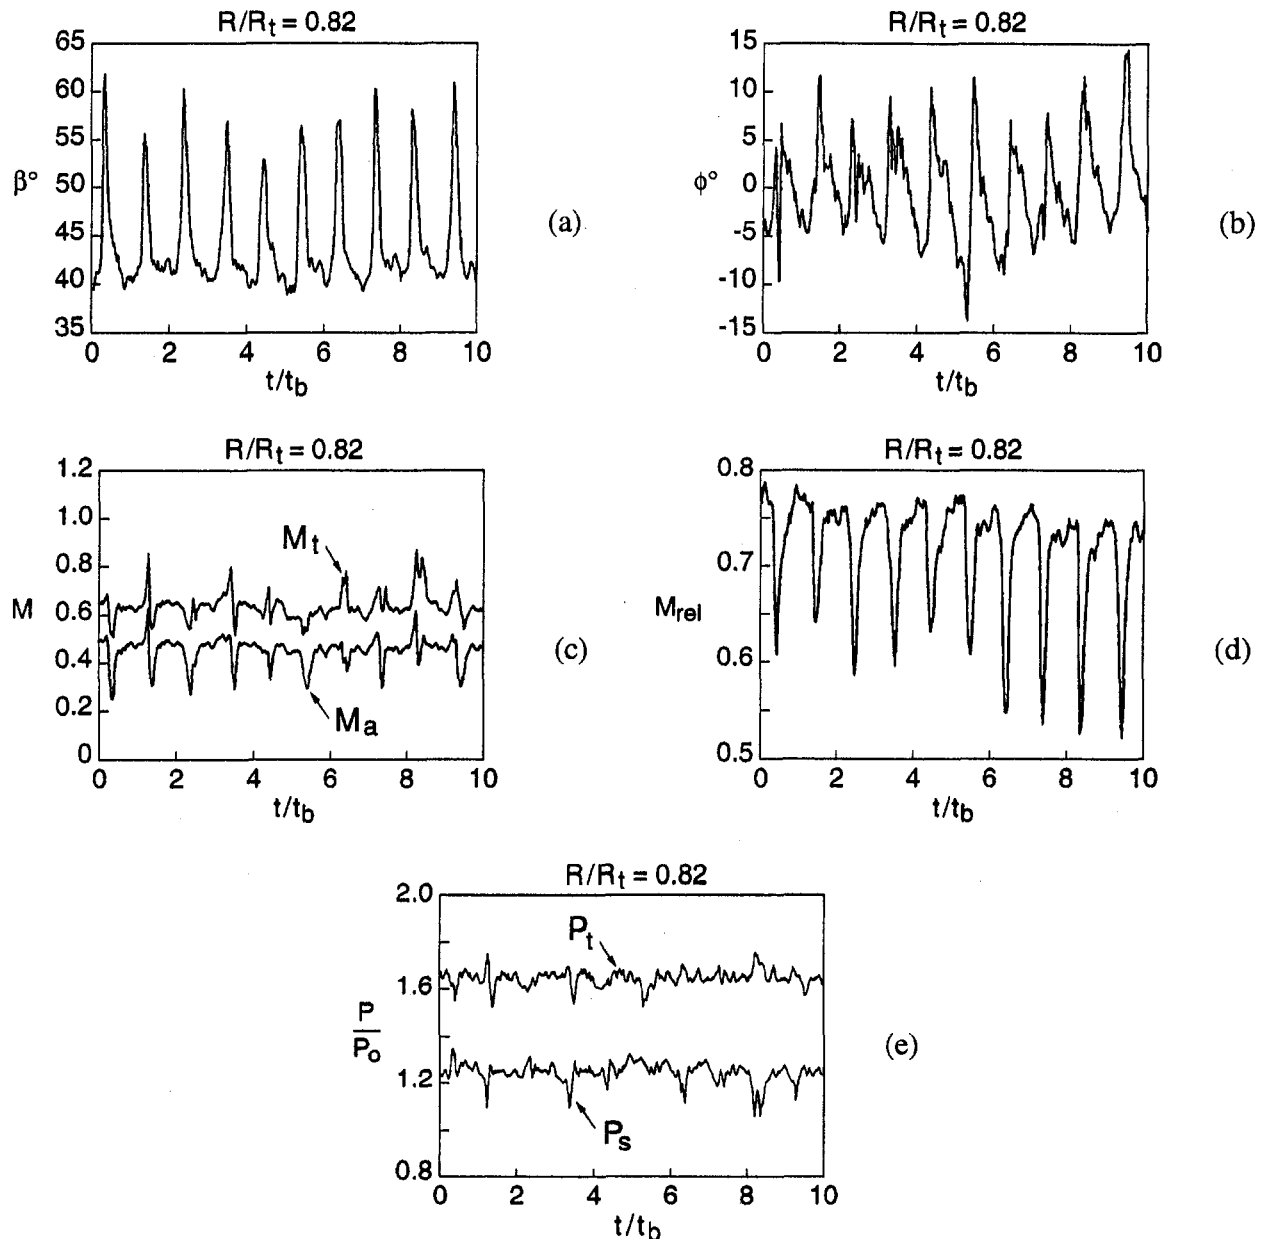 R/Rt = 0.82
65
60
55
50
45
40
35
β°
0 2 4 6 8 10
t/tb
(a)
R/Rt = 0.82
15
10
5
0
-5
-10
-15
ϕ°
0 2 4 6 8 10
t/tb
(b)
R/Rt = 0.82
1.2
1.0
0.8
0.6
0.4
0.2
0
M
Mt
Ma
0 2 4 6 8 10
t/tb
(c)
R/Rt = 0.82
0.8
0.7
0.6
0.5
Mrel
0 2 4 6 8 10
t/tb
(d)
R/Rt = 0.82
2.0
1.6
1.2
0.8
P
Po
Pt
Ps
0 2 4 6 8 10
t/tb
(e)